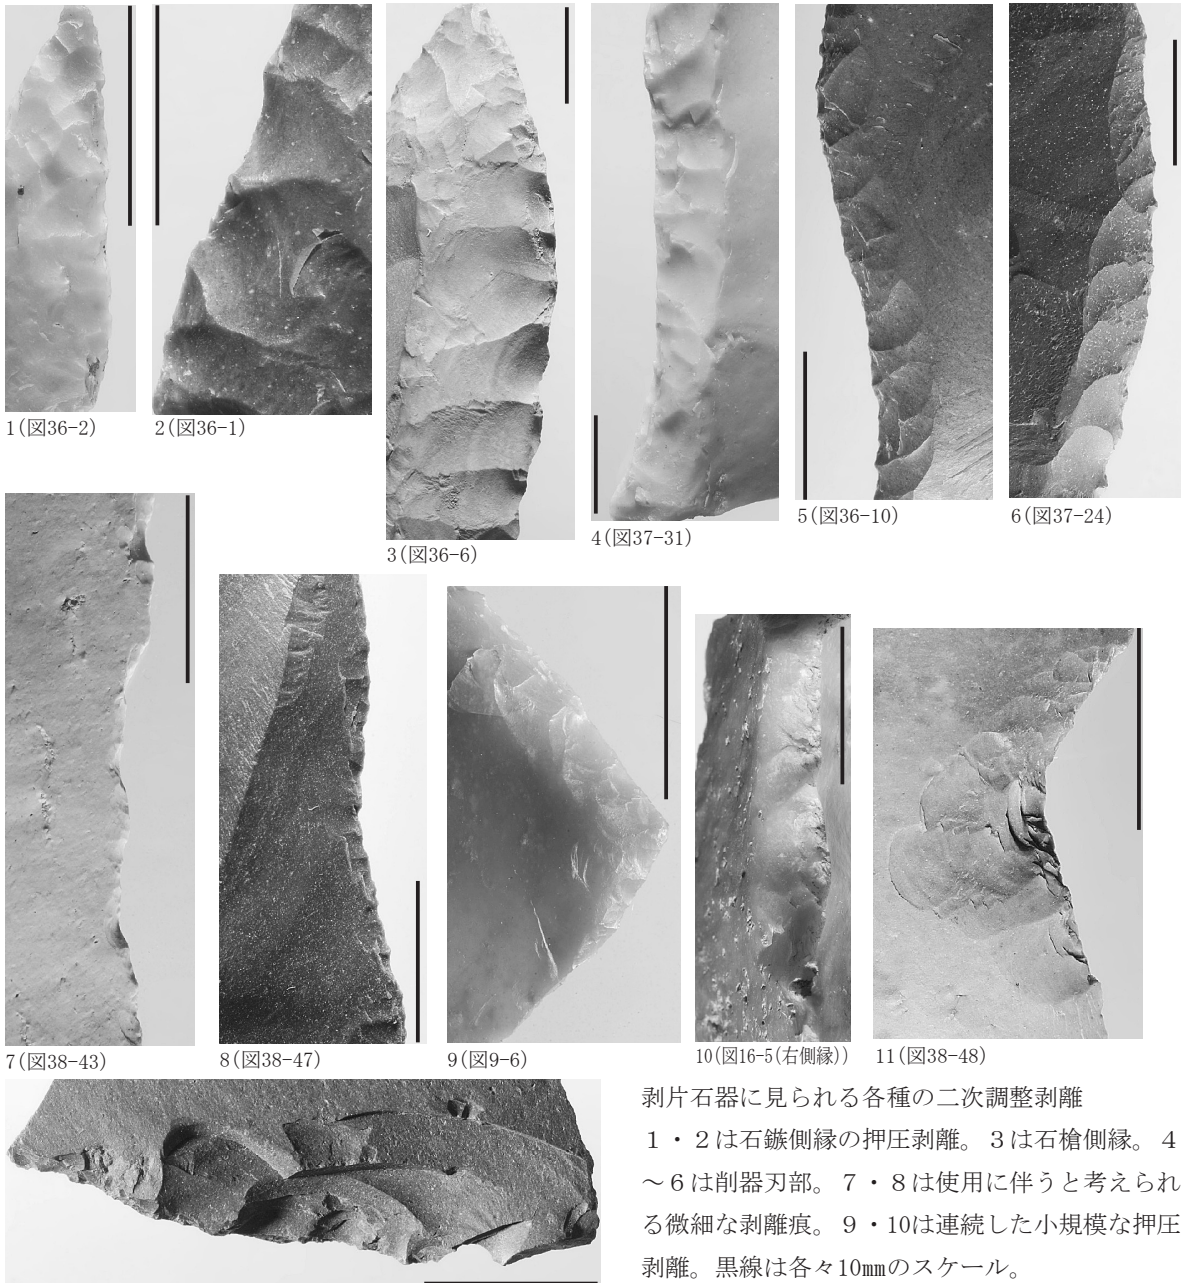 1(図36-2)
2(図36-1)
3(図36-6)
4(図37-31)
5(図36-10)
6(図37-24)
7(図38-43)
8(図38-47)
9(図9-6)
10(図16-5(右側縁))
11(図38-48)
剥片石器に見られる各種の二次調整剥離
１・２は石鏃側縁の押圧剥離。３は石槍側縁。４
～６は削器刃部。７・８は使用に伴うと考えられ
る微細な剥離痕。９・10は連続した小規模な押圧
剥離。黒線は各々10mmのスケール。